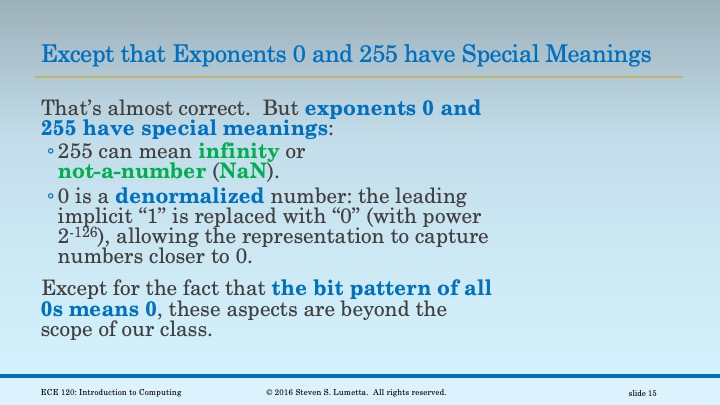 Except that Exponents 0 and 255 have Special Meanings
That’s almost correct.  But exponents 0 and
255 have special meanings:
◦ 255 can mean infinity or
not-a-number (NaN).
◦ 0 is a denormalized number: the leading
implicit “1” is replaced with “0” (with power
2⁻¹²⁶), allowing the representation to capture
numbers closer to 0.
Except for the fact that the bit pattern of all
0s means 0, these aspects are beyond the
scope of our class.
ECE 120: Introduction to Computing
© 2016 Steven S. Lumetta.  All rights reserved.
slide 15